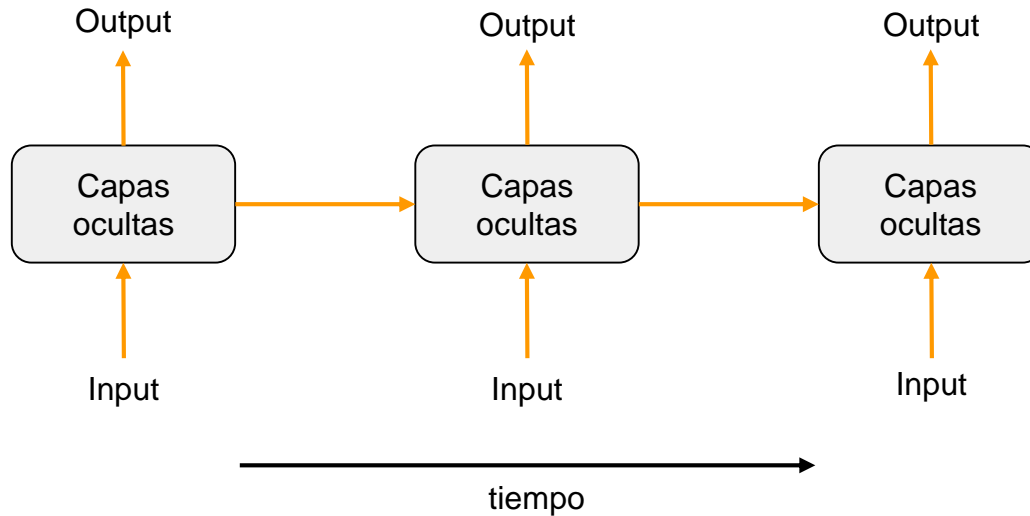 Output
Output
Output
Capas
ocultas
Capas
ocultas
Capas
ocultas
Input
Input
Input
tiempo